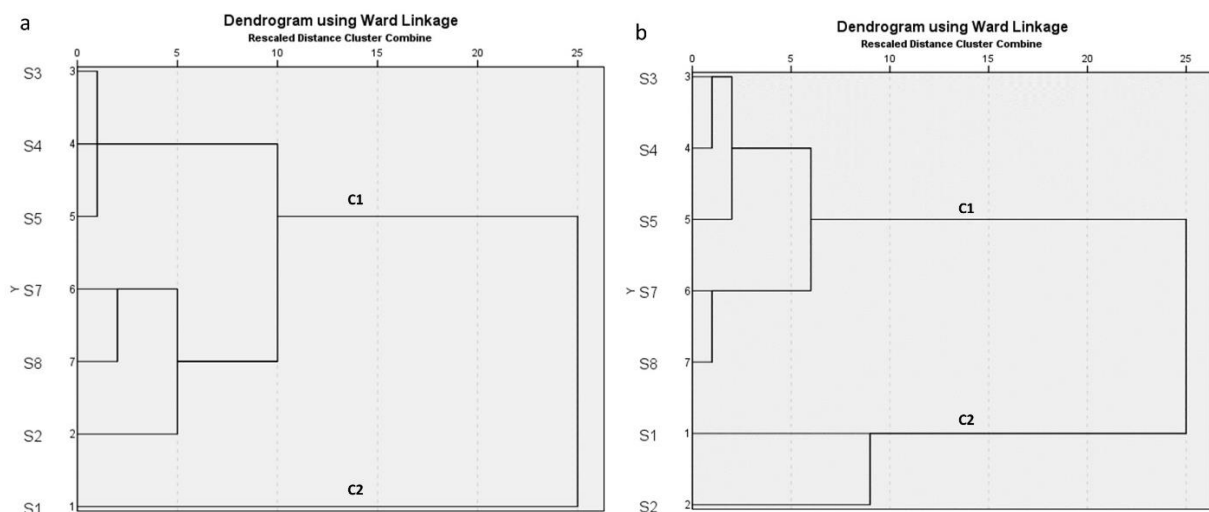 a
Dendrogram using Ward Linkage
Rescaled Distance Cluster Combine
0 5 10 15 20 25
S3 3
S4 4
C1
S5 5
Y S7 6
S8 7
S2 2
C2
S1 1
b
Dendrogram using Ward Linkage
Rescaled Distance Cluster Combine
0 5 10 15 20 25
S3 3
S4 4
C1
S5 5
Y S7 6
S8 7
C2
S1 1
S2 2